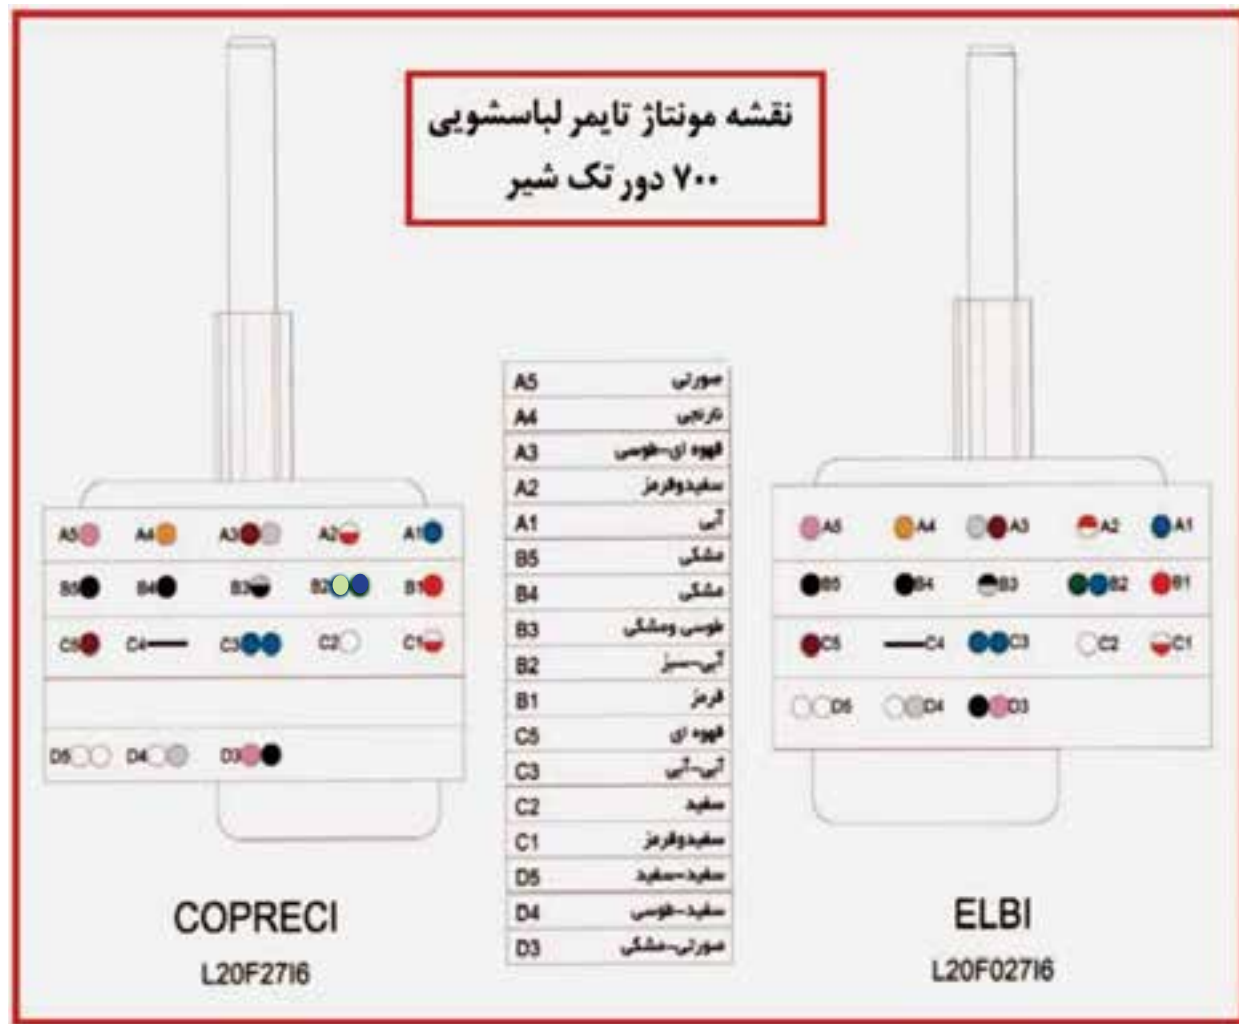 نقشه مونتاژ تایمر لباسشویی
۷۰۰ دور تک شیر
A5 صورتی
A4 نارنجی
A3 قهوه ای-طوسی
A2 سفیدوقرمز
A1 آبی
B5 مشکی
B4 مشکی
B3 طوسی ومشکی
B2 آبی-سبز
B1 قرمز
C5 قهوه ای
C3 آبی-آبی
C2 سفید
C1 سفیدوقرمز
D5 سفید-سفید
D4 سفید-طوسی
D3 صورتی-مشکی
A5 A4 A3 A2 A1
B5 B4 B3 B2 B1
C5 C4 C3 C2 C1
D5 D4 D3
COPRECI
L20F27I6
A5 A4 A3 A2 A1
B5 B4 B3 B2 B1
C5 C4 C3 C2 C1
D5 D4 D3
ELBI
L20F027I6